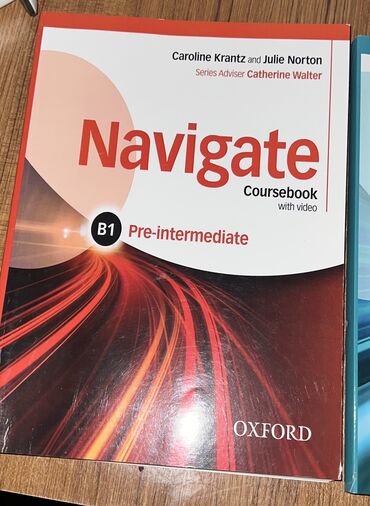 Caroline Krantz and Julie Norton
Series Adviser Catherine Walter
Navigate
Coursebook
with video
B1 Pre-intermediate
OXFORD